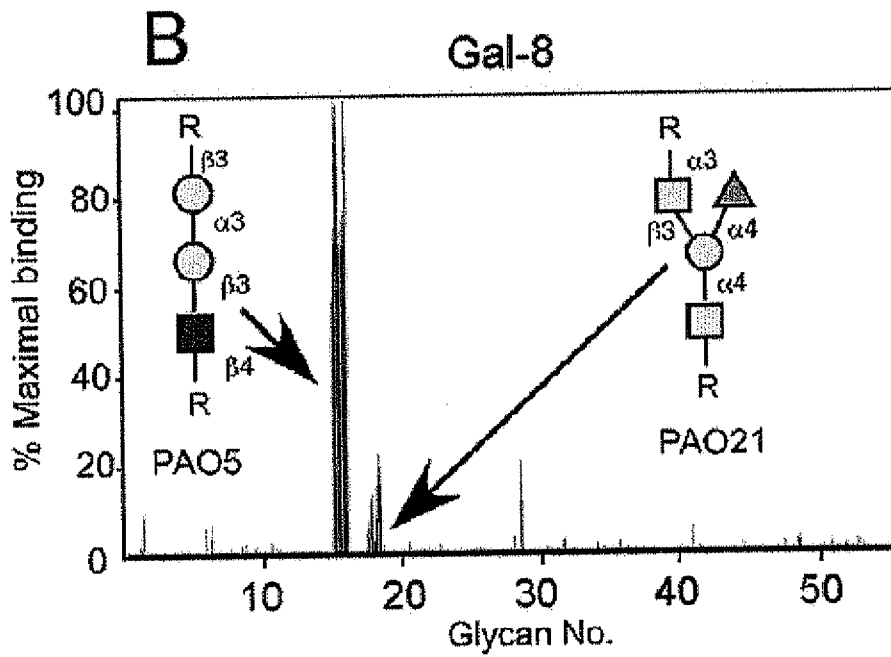 B
Gal-8
% Maximal binding
100
80
60
40
20
0
R
β3
α3
β3
β4
R
PAO5
R
α3
β3
α4
α4
R
PAO21
10
20
30
40
50
Glycan No.